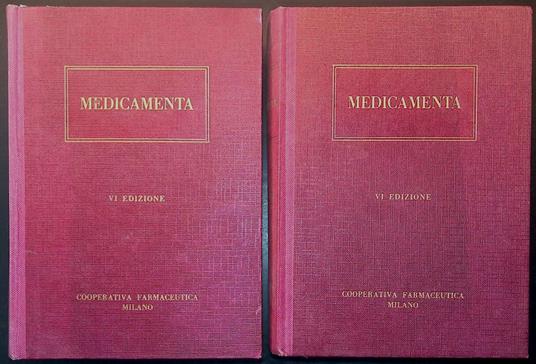 MEDICAMENTA
VI EDIZIONE
COOPERATIVA FARMACEUTICA
MILANO
MEDICAMENTA
VI EDIZIONE
COOPERATIVA FARMACEUTICA
MILANO